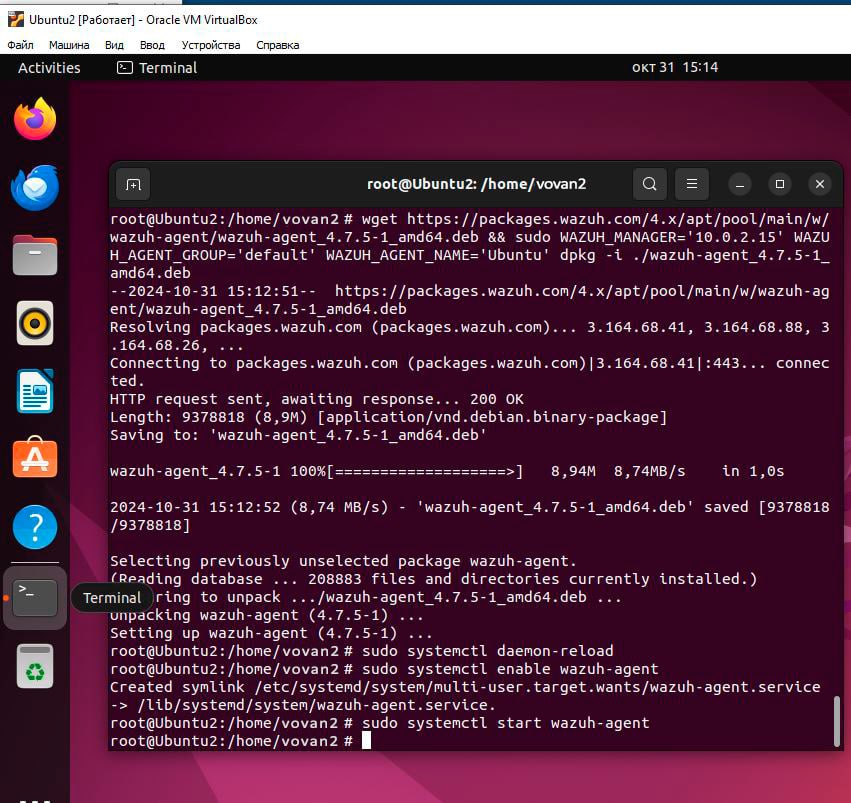 Ubuntu2 [Работает] - Oracle VM VirtualBox
Файл Машина Вид Ввод Устройства Справка
Activities Terminal окт 31 15:14
root@Ubuntu2: /home/vovan2
root@Ubuntu2:/home/vovan2 # wget https://packages.wazuh.com/4.x/apt/pool/main/w/
wazuh-agent/wazuh-agent_4.7.5-1_amd64.deb && sudo WAZUH_MANAGER='10.0.2.15' WAZU
H_AGENT_GROUP='default' WAZUH_AGENT_NAME='Ubuntu' dpkg -i ./wazuh-agent_4.7.5-1_
amd64.deb
--2024-10-31 15:12:51-- https://packages.wazuh.com/4.x/apt/pool/main/w/wazuh-ag
ent/wazuh-agent_4.7.5-1_amd64.deb
Resolving packages.wazuh.com (packages.wazuh.com)... 3.164.68.41, 3.164.68.88, 3
.164.68.26, ...
Connecting to packages.wazuh.com (packages.wazuh.com)|3.164.68.41|:443... connec
ted.
HTTP request sent, awaiting response... 200 OK
Length: 9378818 (8,9M) [application/vnd.debian.binary-package]
Saving to: 'wazuh-agent_4.7.5-1_amd64.deb'
wazuh-agent_4.7.5-1 100%[===================>] 8,94M 8,74MB/s in 1,0s
2024-10-31 15:12:52 (8,74 MB/s) - 'wazuh-agent_4.7.5-1_amd64.deb' saved [9378818
/9378818]
Selecting previously unselected package wazuh-agent.
(Reading database ... 208883 files and directories currently installed.)
Terminal
ring to unpack .../wazuh-agent_4.7.5-1_amd64.deb ...
Unpacking wazuh-agent (4.7.5-1) ...
Setting up wazuh-agent (4.7.5-1) ...
root@Ubuntu2:/home/vovan2 # sudo systemctl daemon-reload
root@Ubuntu2:/home/vovan2 # sudo systemctl enable wazuh-agent
Created symlink /etc/systemd/system/multi-user.target.wants/wazuh-agent.service
-> /lib/systemd/system/wazuh-agent.service.
root@Ubuntu2:/home/vovan2 # sudo systemctl start wazuh-agent
root@Ubuntu2:/home/vovan2 #